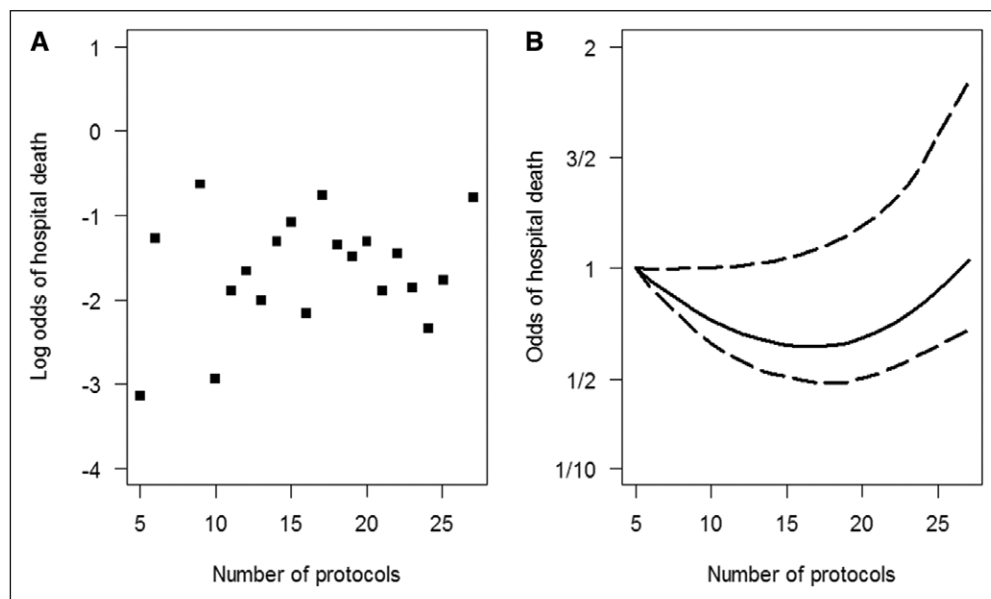 A
Log odds of hospital death
1
0
-1
-2
-3
-4
5 10 15 20 25
Number of protocols
B
Odds of hospital death
2
3/2
1
1/2
1/10
5 10 15 20 25
Number of protocols